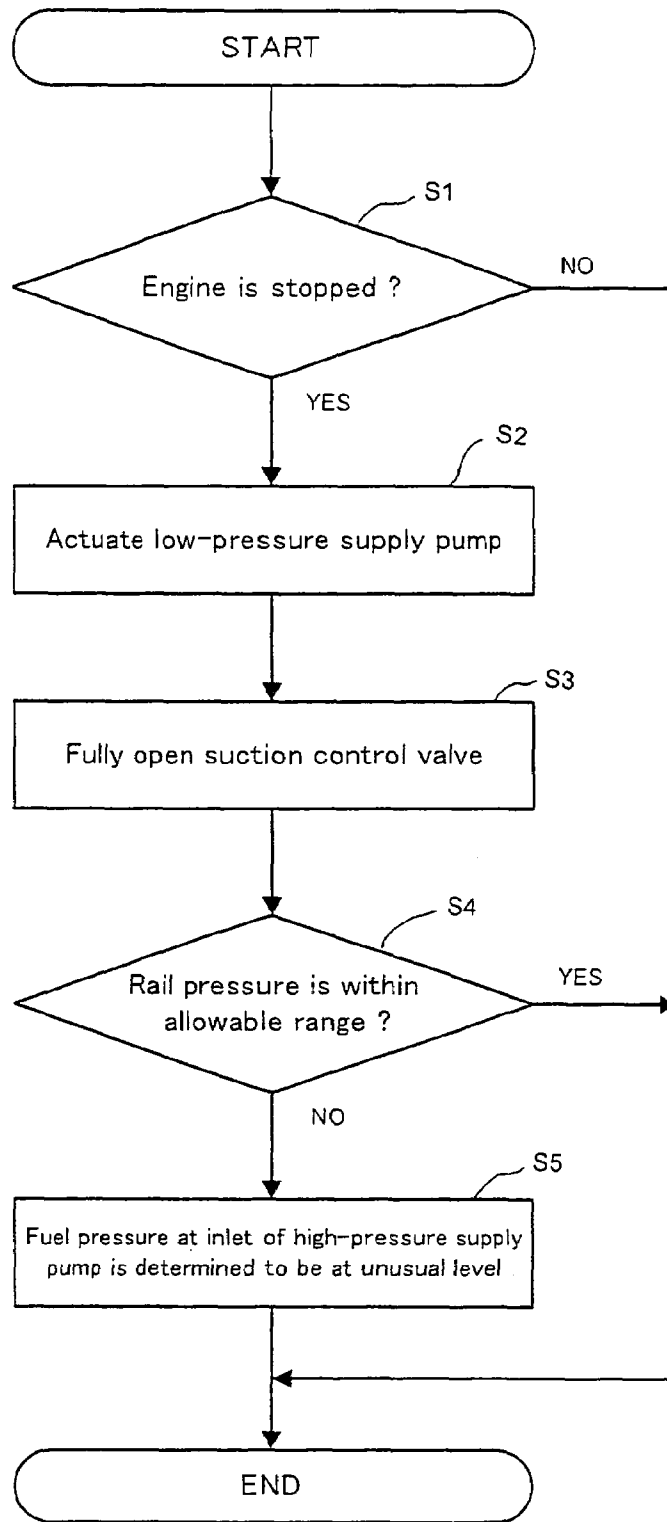 START
S1
Engine is stopped ?
NO
YES
S2
Actuate low-pressure supply pump
S3
Fully open suction control valve
S4
Rail pressure is within
allowable range ?
YES
NO
S5
Fuel pressure at inlet of high-pressure supply
pump is determined to be at unusual level
END